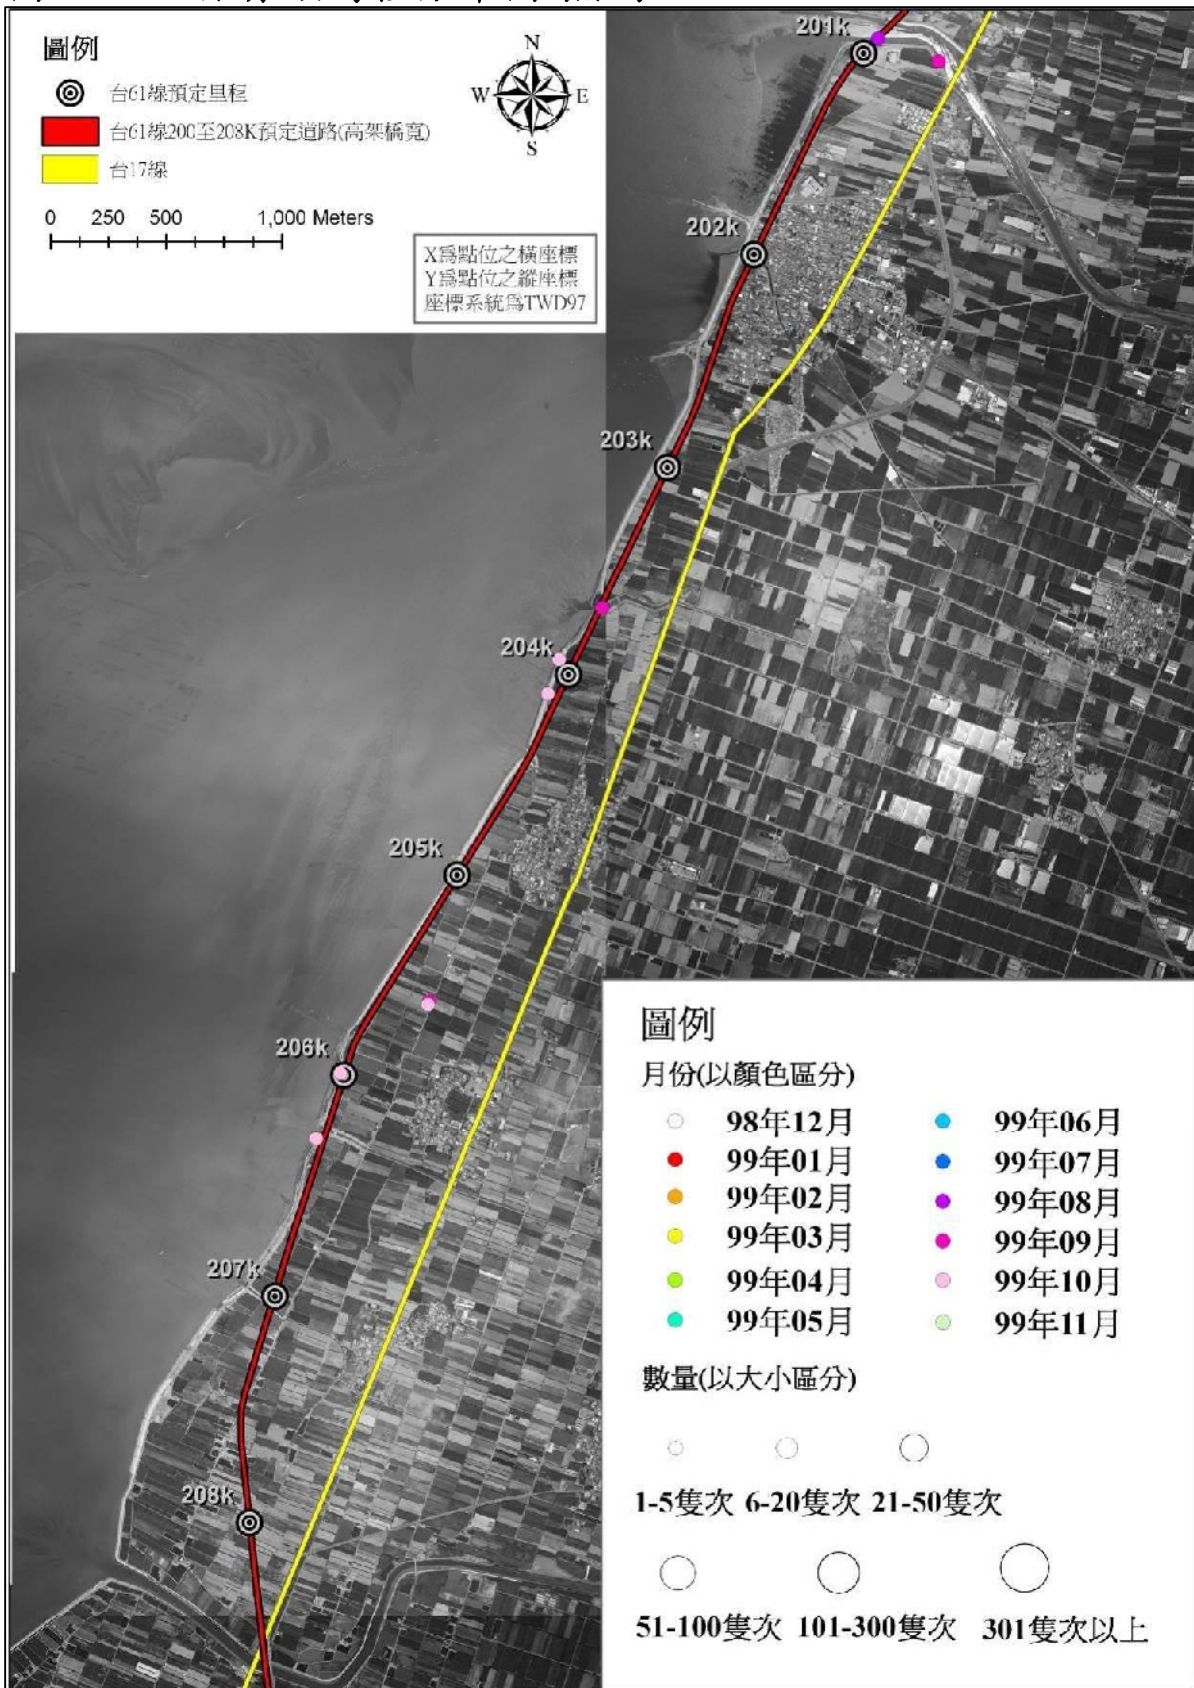 圖例
台61線預定里程
台61線200至208K預定道路(高架橋寬)
台17線
N
W E
S
0 250 500 1,000 Meters
X為點位之橫座標
Y為點位之縱座標
座標系統為TWD97
201k
202k
203k
204k
205k
206k
207k
208k
圖例
月份(以顏色區分)
98年12月 99年06月
99年01月 99年07月
99年02月 99年08月
99年03月 99年09月
99年04月 99年10月
99年05月 99年11月
數量(以大小區分)
1-5隻次 6-20隻次 21-50隻次
51-100隻次 101-300隻次 301隻次以上